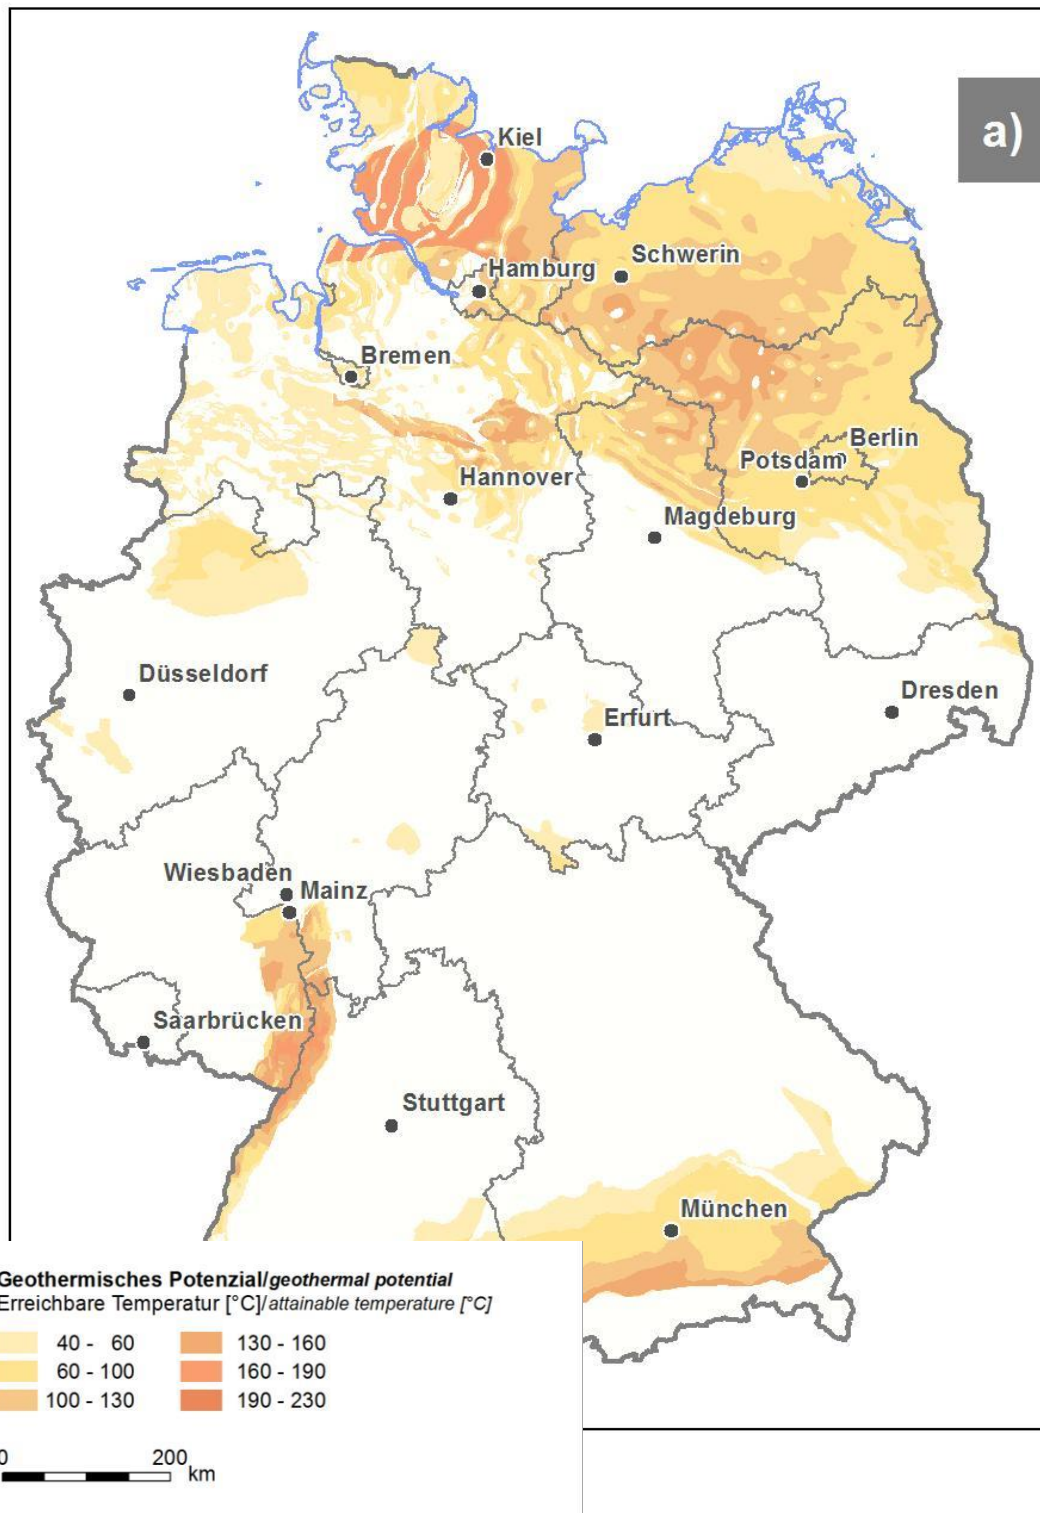 a)
Kiel
Schwerin
Hamburg
Bremen
Berlin
Potsdam
Hannover
Magdeburg
Düsseldorf
Dresden
Erfurt
Wiesbaden
Mainz
Saarbrücken
Stuttgart
München
Geothermisches Potenzial/geothermal potential
Erreichbare Temperatur [°C]/attainable temperature [°C]
40 - 60 130 - 160
60 - 100 160 - 190
100 - 130 190 - 230
0 200
km